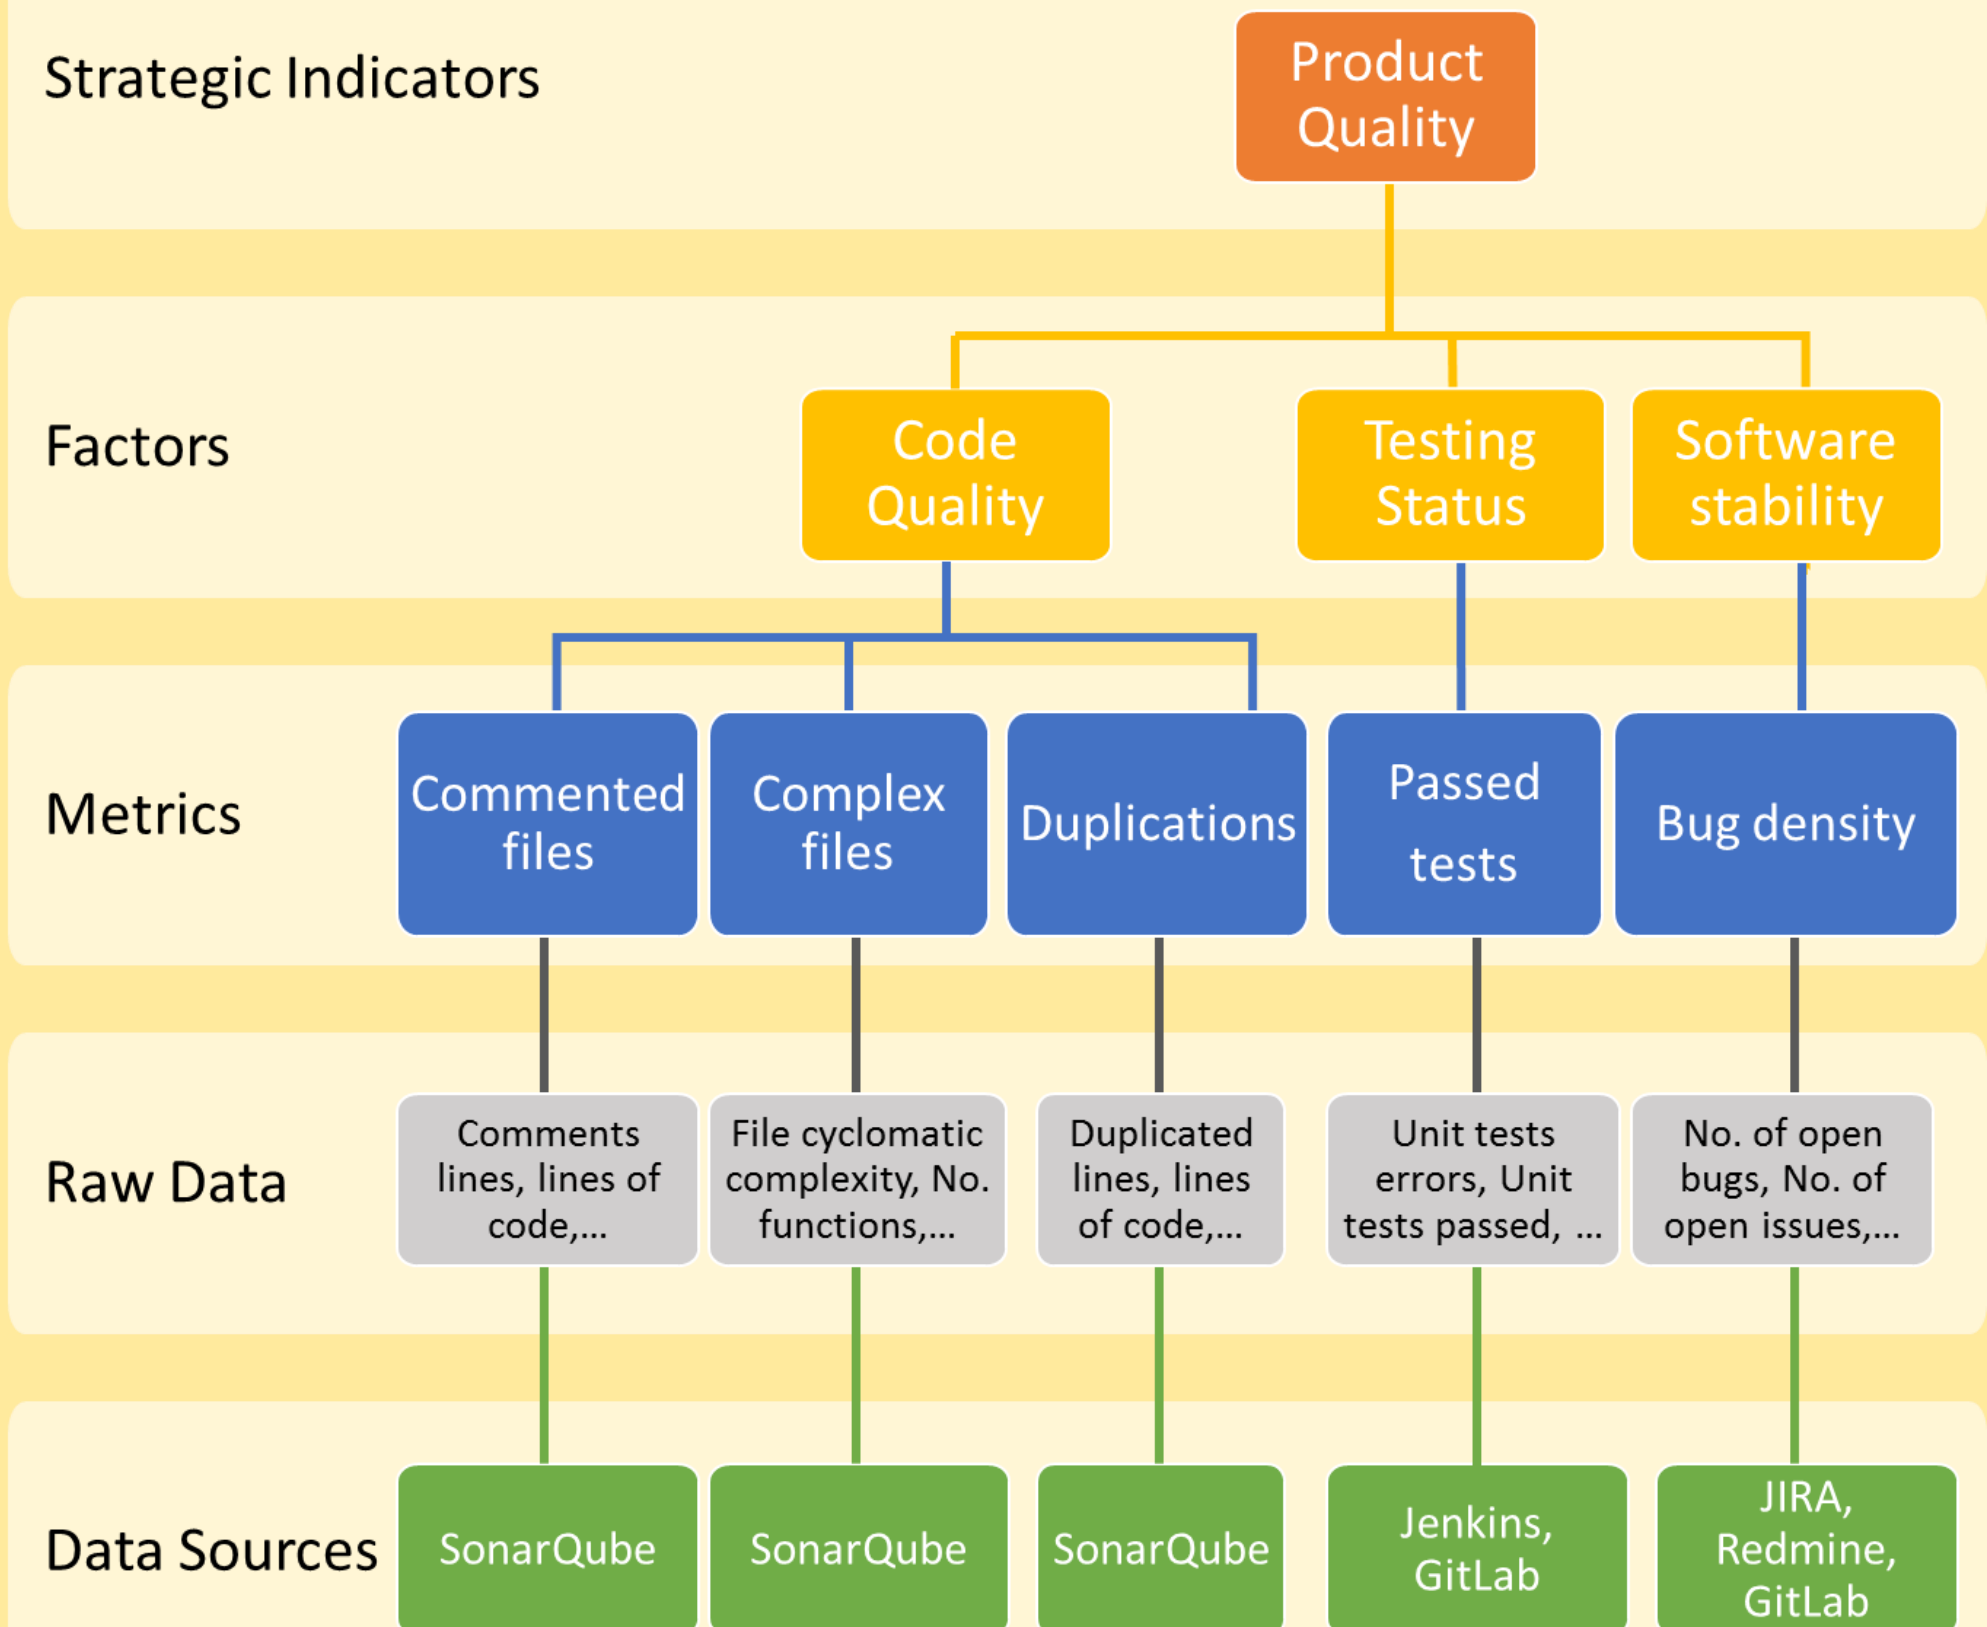 Strategic Indicators
Product
Quality
Factors
Code
Quality
Testing
Status
Software
stability
Metrics
Commented
files
Complex
files
Duplications
Passed
tests
Bug density
Raw Data
Comments
lines, lines of
code,...
File cyclomatic
complexity, No.
functions,...
Duplicated
lines, lines
of code,...
Unit tests
errors, Unit
tests passed, ...
No. of open
bugs, No. of
open issues,...
Data Sources
SonarQube
SonarQube
SonarQube
Jenkins,
GitLab
JIRA,
Redmine,
GitLab